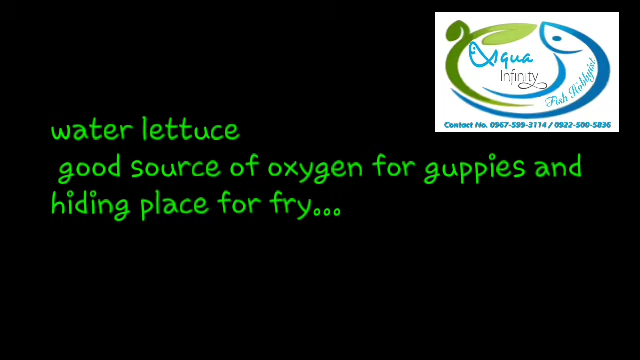 Aqua
Infinity
Fish Hobbyist
Contact No. 0967-599-3114 / 0922-500-5836
water lettuce
good source of oxygen for guppies and
hiding place for fry...